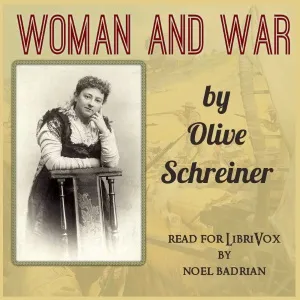 WOMAN AND WAR
by
Olive
Schreiner
READ FOR LIBRIVOX
BY
NOEL BADRIAN